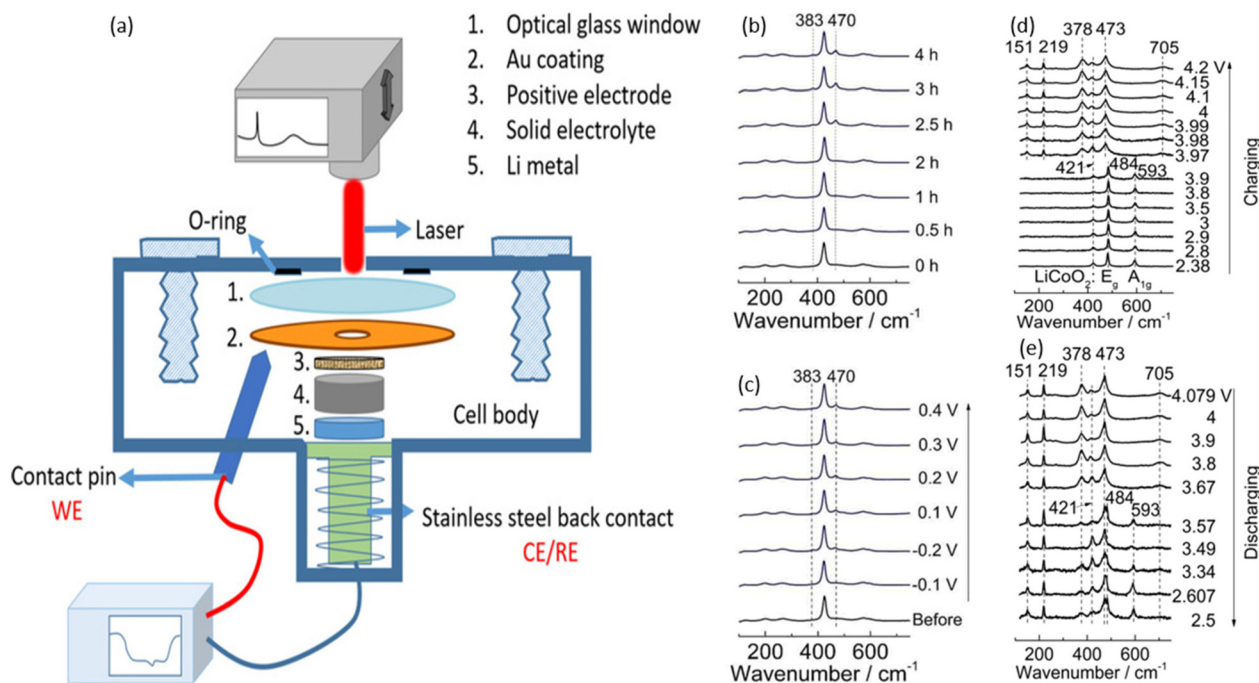 (a)
1. Optical glass window
2. Au coating
3. Positive electrode
4. Solid electrolyte
5. Li metal
O-ring
Laser
1.
2.
3.
4.
5.
Cell body
Contact pin
WE
Stainless steel back contact
CE/RE
(b)
383 470
4 h
3 h
2.5 h
2 h
1 h
0.5 h
0 h
200 400 600
Wavenumber / cm-1
(c)
383 470
0.4 V
0.3 V
0.2 V
0.1 V
-0.2 V
-0.1 V
Before
200 400 600
Wavenumber / cm-1
(d)
378 473
151 219 705
4.2 V
4.15
4.1
4
3.99
3.98
3.97
421 484 593
3.9
3.8
3.5
3
2.9
2.8
2.38
LiCoO2 Eg A1g
Charging
200 400 600
Wavenumber / cm-1
(e)
378 473
151 219 705
4.079 V
4
3.9
3.8
3.67
421 484 593
3.57
3.49
3.34
2.607
2.5
Discharging
200 400 600
Wavenumber / cm-1